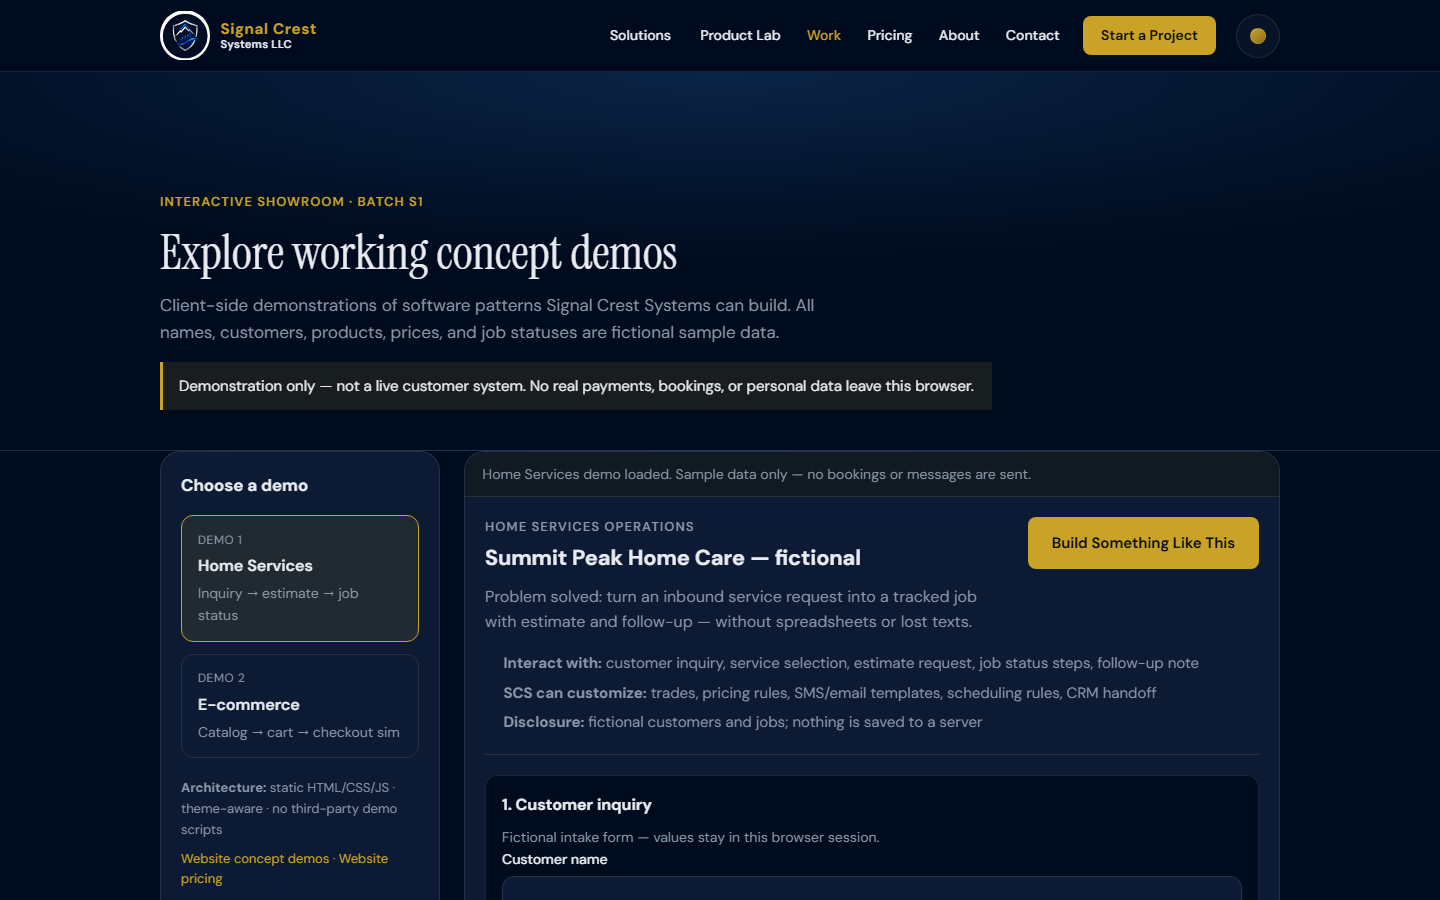 Signal Crest
Systems LLC
Solutions
Product Lab
Work
Pricing
About
Contact
Start a Project
INTERACTIVE SHOWROOM · BATCH S1
Explore working concept demos
Client-side demonstrations of software patterns Signal Crest Systems can build. All
names, customers, products, prices, and job statuses are fictional sample data.
Demonstration only — not a live customer system. No real payments, bookings, or personal data leave this browser.
Choose a demo
DEMO 1
Home Services
Inquiry → estimate → job
status
DEMO 2
E-commerce
Catalog → cart → checkout sim
Architecture: static HTML/CSS/JS ·
theme-aware · no third-party demo
scripts
Website concept demos · Website
pricing
Home Services demo loaded. Sample data only — no bookings or messages are sent.
HOME SERVICES OPERATIONS
Summit Peak Home Care — fictional
Build Something Like This
Problem solved: turn an inbound service request into a tracked job
with estimate and follow-up — without spreadsheets or lost texts.
Interact with: customer inquiry, service selection, estimate request, job status steps, follow-up note
SCS can customize: trades, pricing rules, SMS/email templates, scheduling rules, CRM handoff
Disclosure: fictional customers and jobs; nothing is saved to a server
1. Customer inquiry
Fictional intake form — values stay in this browser session.
Customer name